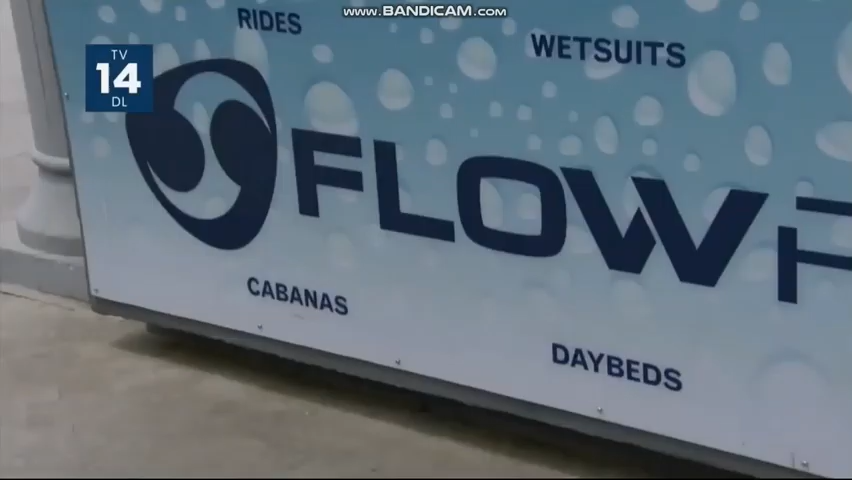 WWW.BANDICAM.COM
RIDES
WETSUITS
TV
14
DL
FLOW
CABANAS
DAYBEDS